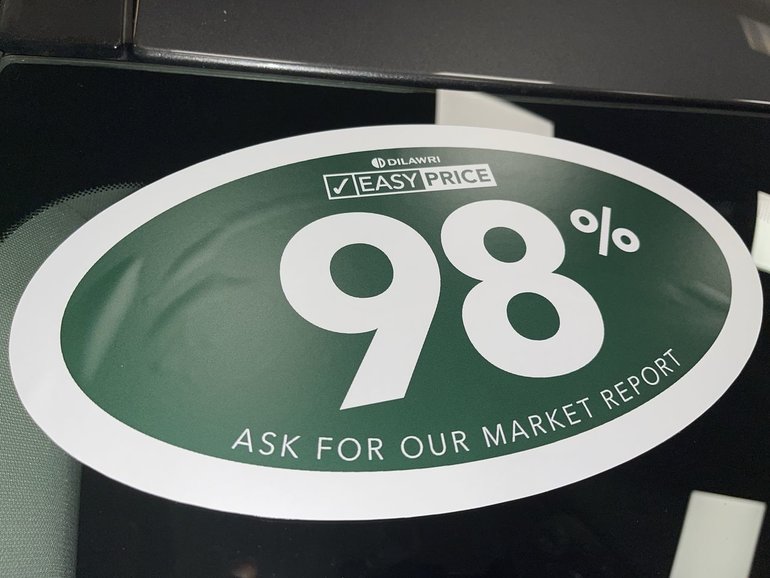 DILAWRI
✓ EASY PRICE
98%
ASK FOR OUR MARKET REPORT